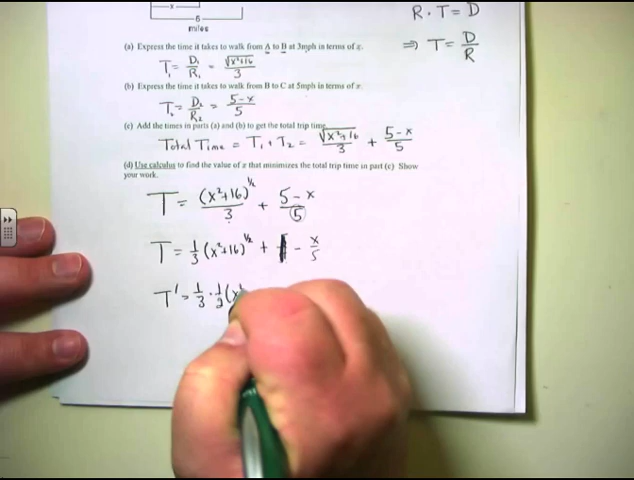 x
6
miles
R · T = D
⇒ T = D/R
(a) Express the time it takes to walk from A to B at 3mph in terms of x.
T₁ = D₁/R₁ = √(x²+16)/3
(b) Express the time it takes to walk from B to C at 5mph in terms of x
T₂ = D₂/R₂ = (5-x)/5
(c) Add the times in parts (a) and (b) to get the total trip time
Total Time = T₁ + T₂ = √(x²+16)/3 + (5-x)/5
(d) Use calculus to find the value of x that minimizes the total trip time in part (c) Show
your work.
T = (x²+16)^½/3 + (5-x)/5
T = 1/3 (x²+16)^½ + 1 - x/5
T' = 1/3 · 1/2 (x²